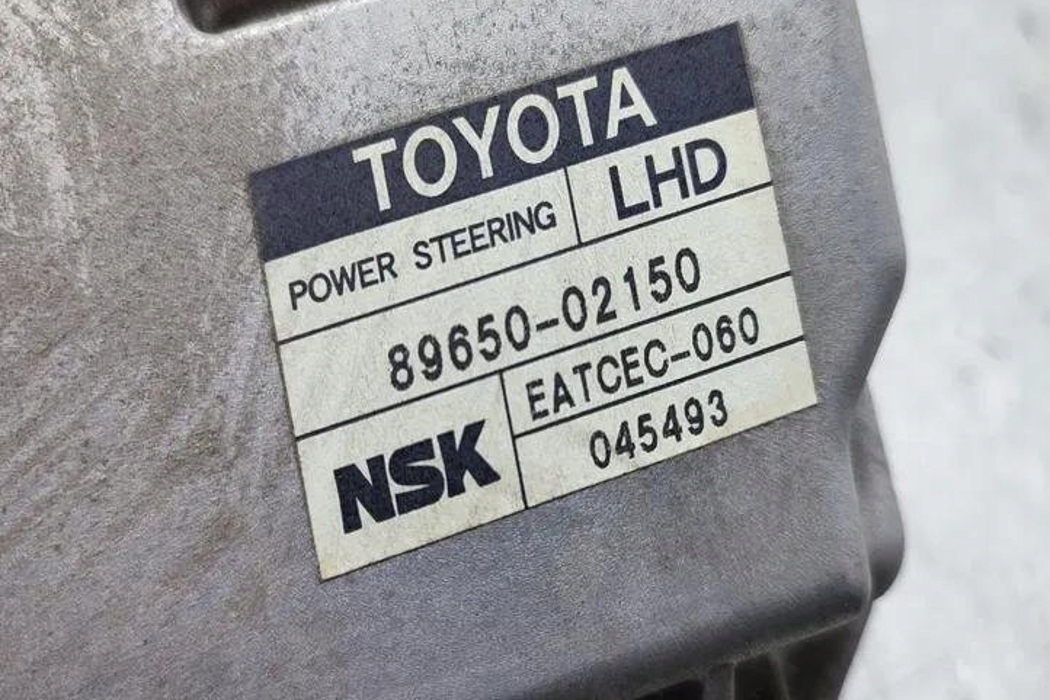 TOYOTA
POWER STEERING LHD
89650-02150
NSK EATCEC-060
045493